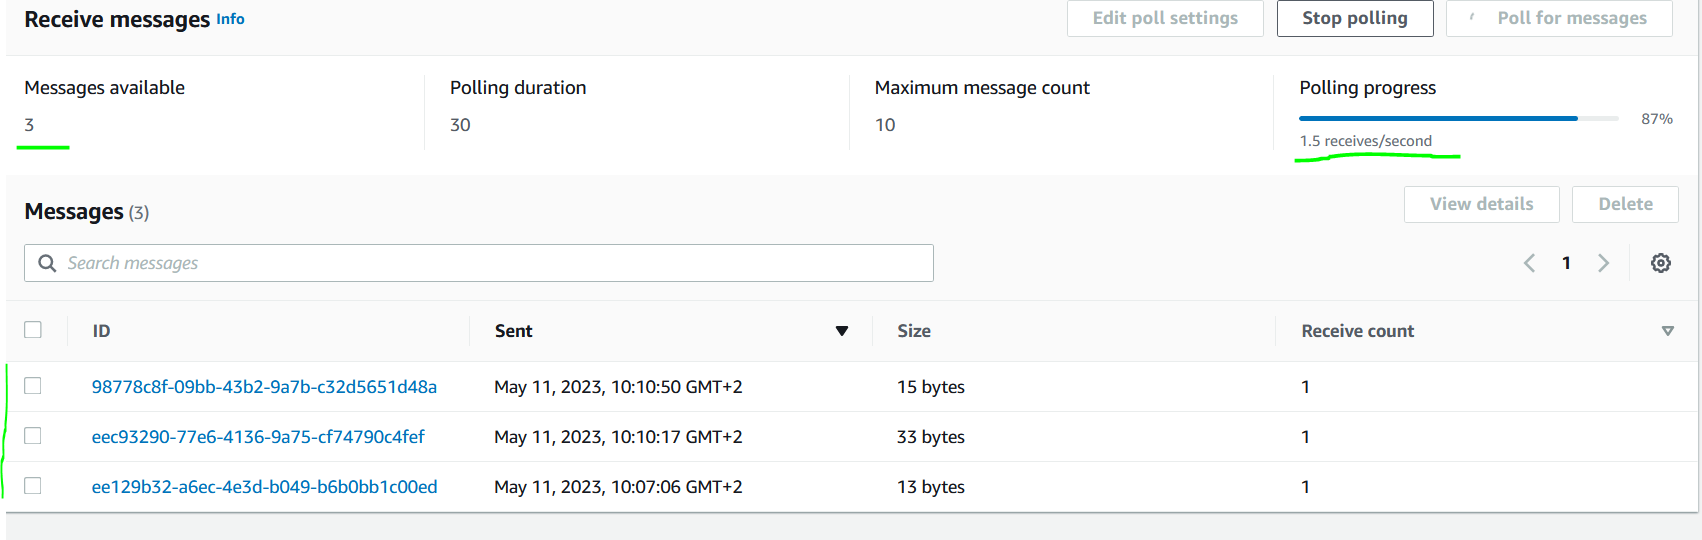 Receive messages Info Edit poll settings Stop polling Poll for messages
Messages available Polling duration Maximum message count Polling progress
3 30 10 87%
1.5 receives/second
Messages (3) View details Delete
Search messages 1
ID Sent Size Receive count
98778c8f-09bb-43b2-9a7b-c32d5651d48a May 11, 2023, 10:10:50 GMT+2 15 bytes 1
eec93290-77e6-4136-9a75-cf74790c4fef May 11, 2023, 10:10:17 GMT+2 33 bytes 1
ee129b32-a6ec-4e3d-b049-b6b0bb1c00ed May 11, 2023, 10:07:06 GMT+2 13 bytes 1